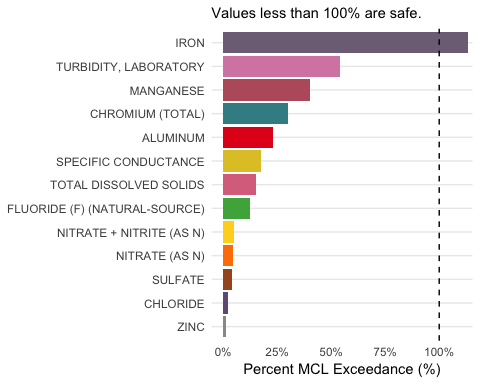 Values less than 100% are safe.
IRON
TURBIDITY, LABORATORY
MANGANESE
CHROMIUM (TOTAL)
ALUMINUM
SPECIFIC CONDUCTANCE
TOTAL DISSOLVED SOLIDS
FLUORIDE (F) (NATURAL-SOURCE)
NITRATE + NITRITE (AS N)
NITRATE (AS N)
SULFATE
CHLORIDE
ZINC
0% 25% 50% 75% 100%
Percent MCL Exceedance (%)